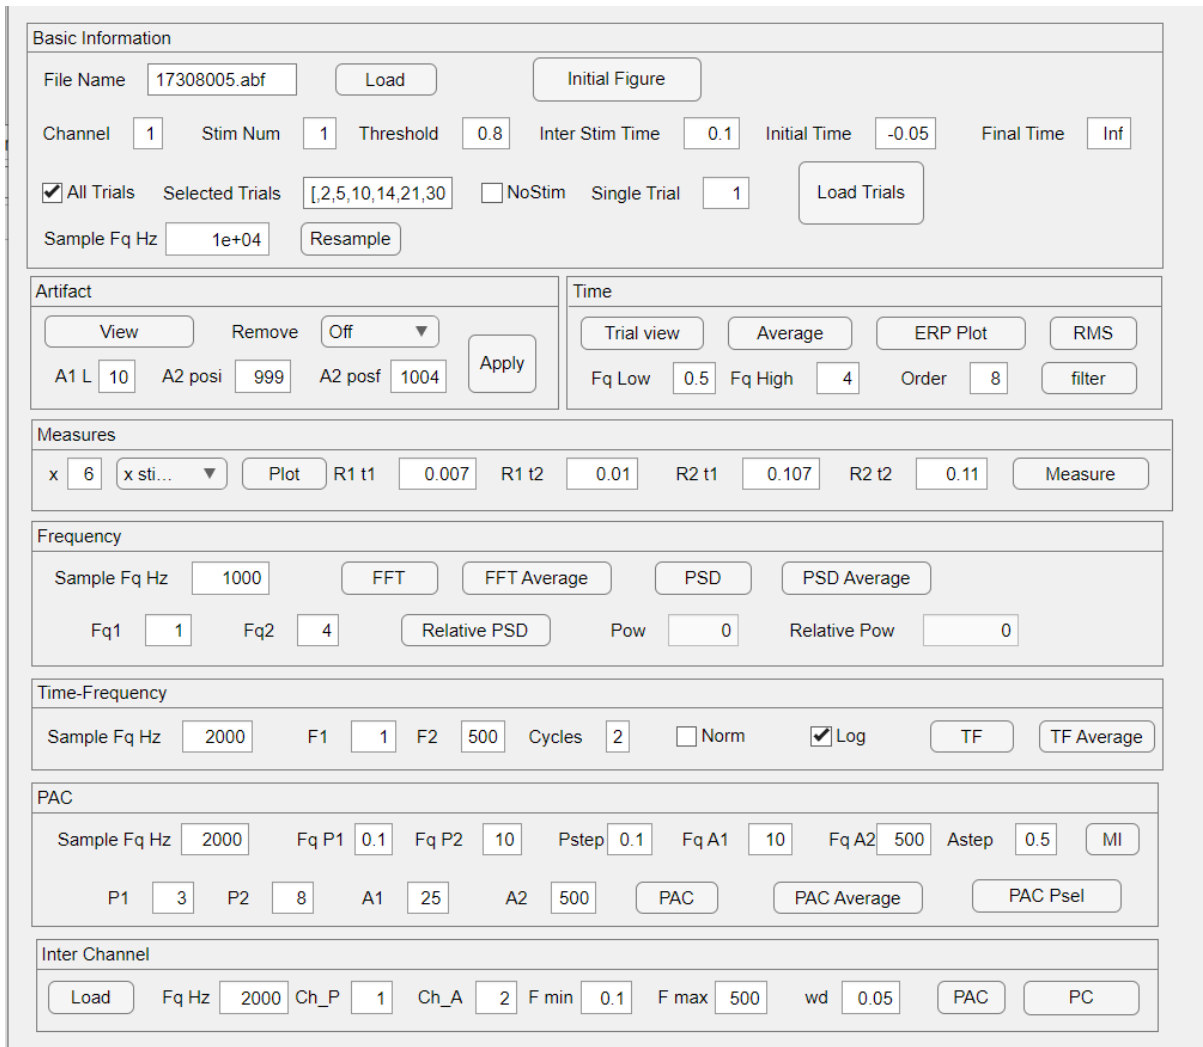 Basic Information
File Name 17308005.abf Load Initial Figure
Channel 1 Stim Num 1 Threshold 0.8 Inter Stim Time 0.1 Initial Time -0.05 Final Time Inf
All Trials Selected Trials [,2,5,10,14,21,30 NoStim Single Trial 1 Load Trials
Sample Fq Hz 1e+04 Resample
Artifact
View Remove Off
A1 L 10 A2 posi 999 A2 posf 1004 Apply
Time
Trial view Average ERP Plot RMS
Fq Low 0.5 Fq High 4 Order 8 filter
Measures
x 6 x sti... Plot R1 t1 0.007 R1 t2 0.01 R2 t1 0.107 R2 t2 0.11 Measure
Frequency
Sample Fq Hz 1000 FFT FFT Average PSD PSD Average
Fq1 1 Fq2 4 Relative PSD Pow 0 Relative Pow 0
Time-Frequency
Sample Fq Hz 2000 F1 1 F2 500 Cycles 2 Norm Log TF TF Average
PAC
Sample Fq Hz 2000 Fq P1 0.1 Fq P2 10 Pstep 0.1 Fq A1 10 Fq A2 500 Astep 0.5 MI
P1 3 P2 8 A1 25 A2 500 PAC PAC Average PAC Psel
Inter Channel
Load Fq Hz 2000 Ch_P 1 Ch_A 2 F min 0.1 F max 500 wd 0.05 PAC PC